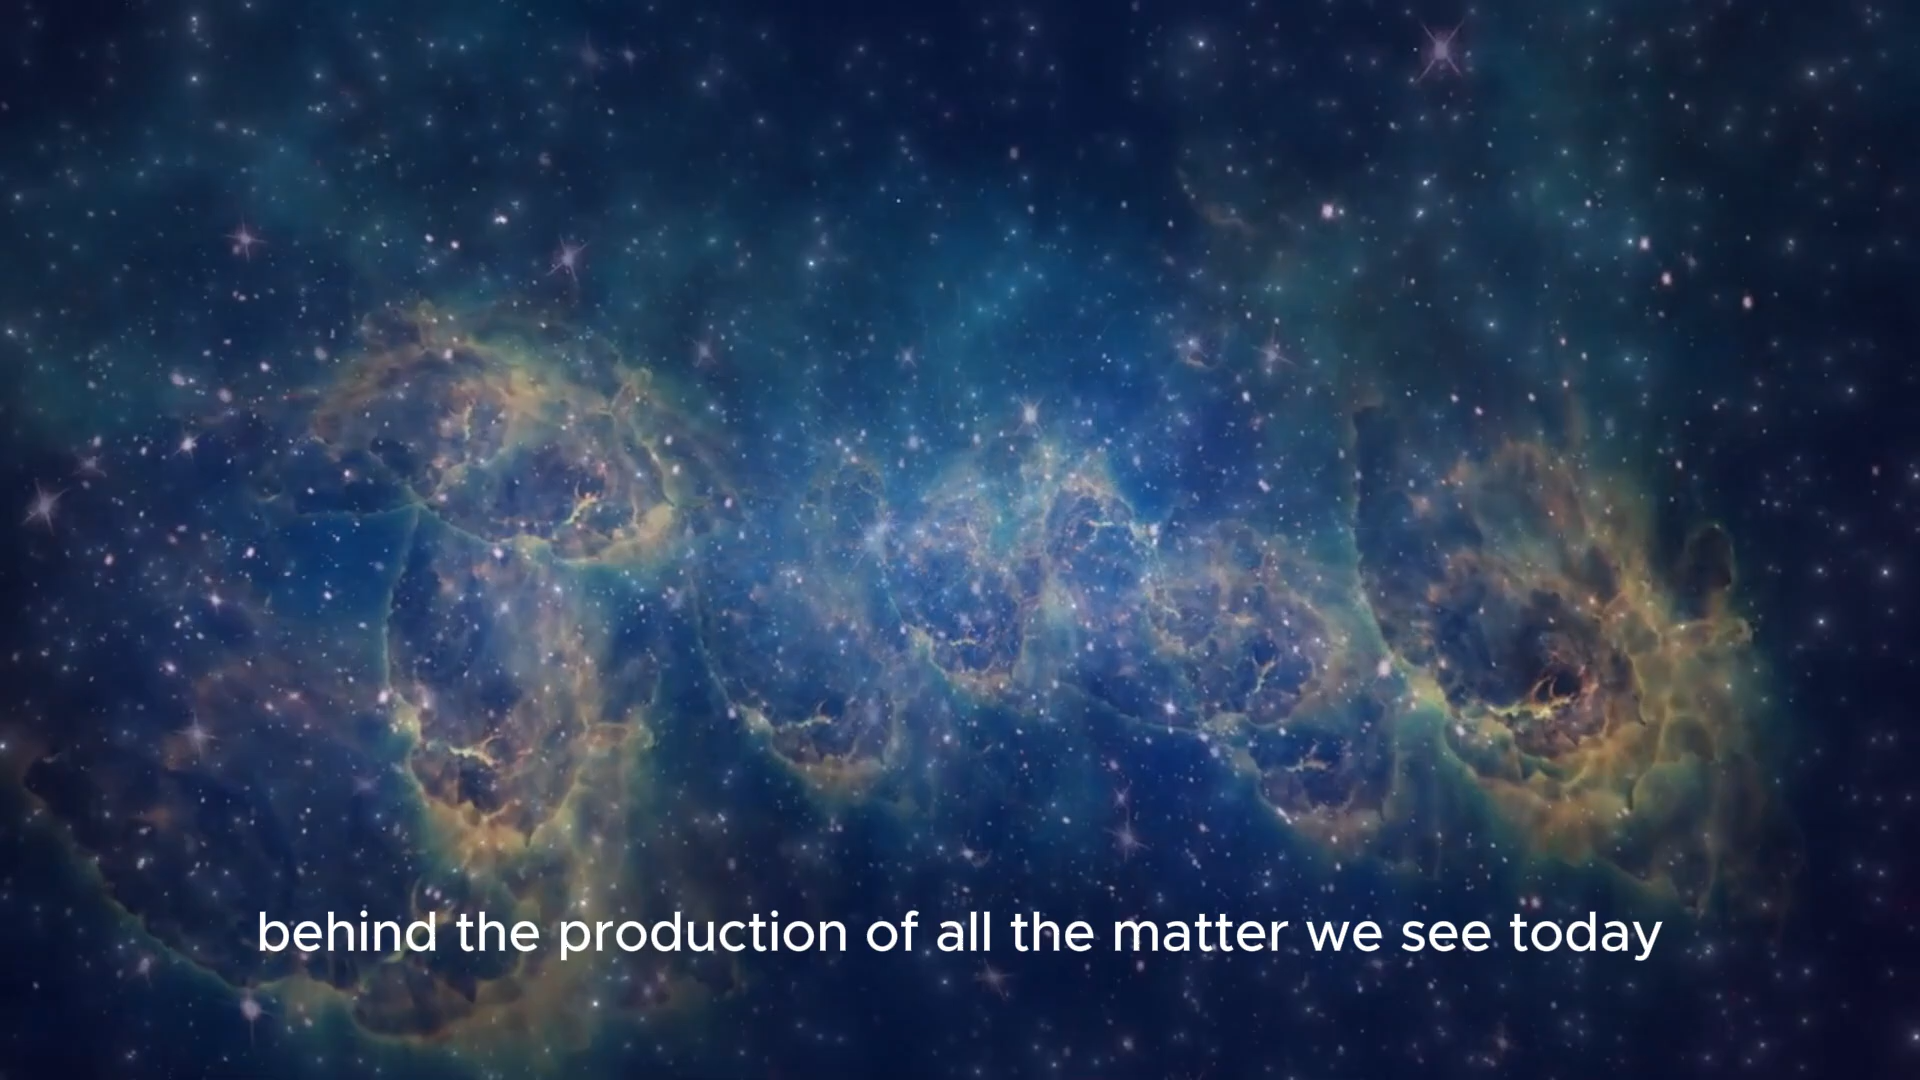 behind the production of all the matter we see today